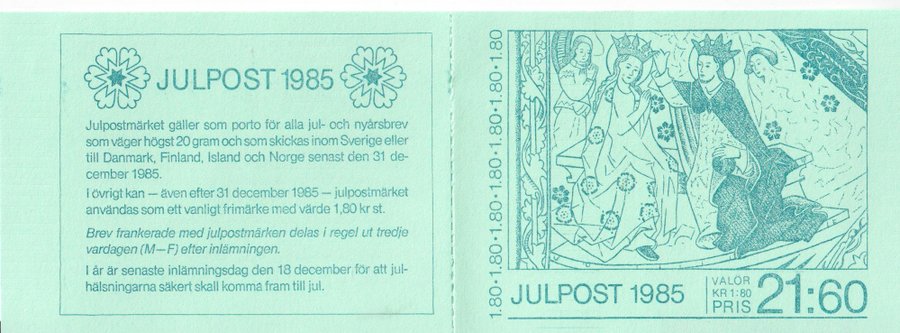 JULPOST 1985
Julpostmärket gäller som porto för alla jul- och nyårsbrev
som väger högst 20 gram och som skickas inom Sverige eller
till Danmark, Finland, Island och Norge senast den 31 de-
cember 1985.
I övrigt kan — även efter 31 december 1985 — julpostmärket
användas som ett vanligt frimärke med värde 1,80 kr st.
Brev frankerade med julpostmärken delas i regel ut tredje
vardagen (M—F) efter inlämningen.
I år är senaste inlämningsdag den 18 december för att jul-
hälsningarna säkert skall komma fram till jul.
1.80·1.80·1.80·1.80·1.80·1.80·1.80
JULPOST 1985
VALÖR
KR 1:80
PRIS
21:60